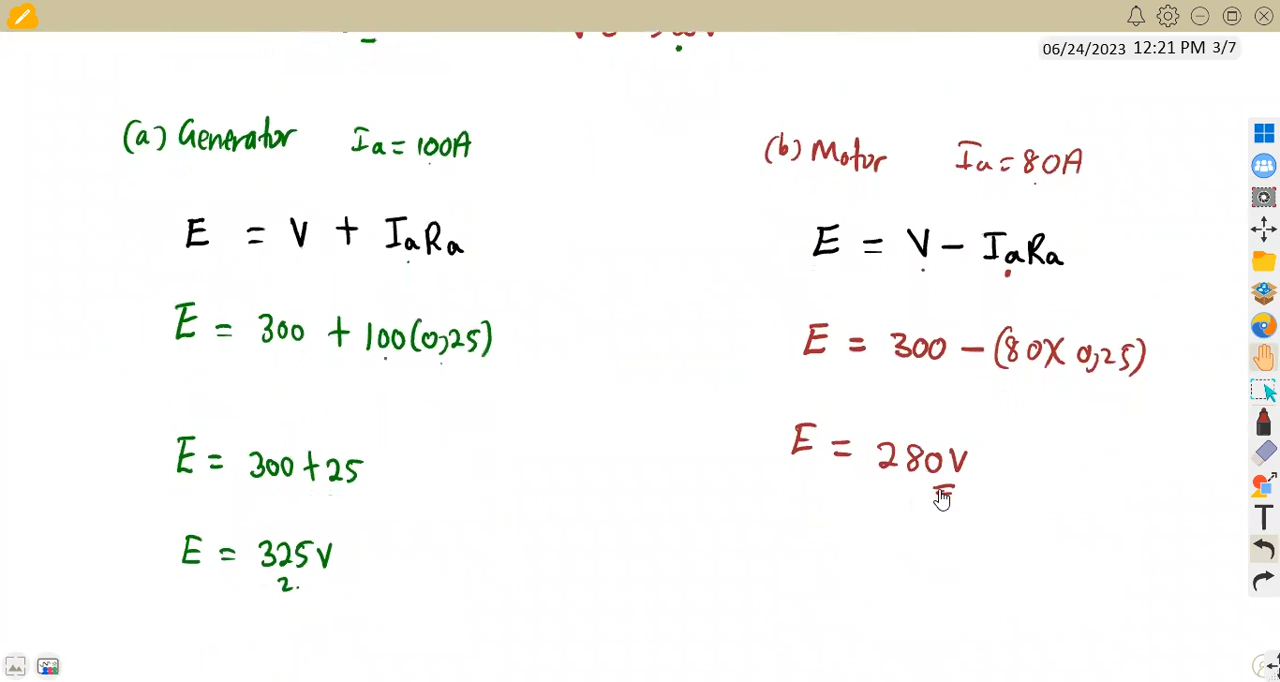 06/24/2023 12:21 PM 3/7
(a) Generator Ia = 100A
E = V + IaRa
E = 300 + 100(0,25)
E = 300 + 25
E = 325V
(b) Motor Ia = 80A
E = V - IaRa
E = 300 - (80 X 0,25)
E = 280V
T